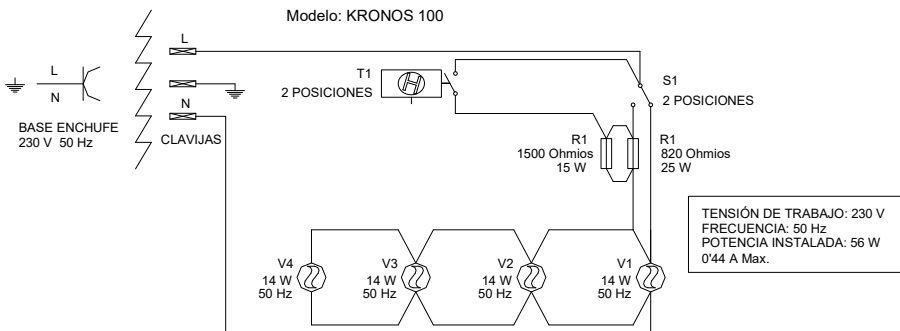 Modelo: KRONOS 100
L
L
N
BASE ENCHUFE
230 V 50 Hz
N
CLAVIJAS
T1
2 POSICIONES
S1
2 POSICIONES
R1
1500 Ohmios
15 W
R1
820 Ohmios
25 W
TENSIÓN DE TRABAJO: 230 V
FRECUENCIA: 50 Hz
POTENCIA INSTALADA: 56 W
0'44 A Max.
V4
14 W
50 Hz
V3
14 W
50 Hz
V2
14 W
50 Hz
V1
14 W
50 Hz